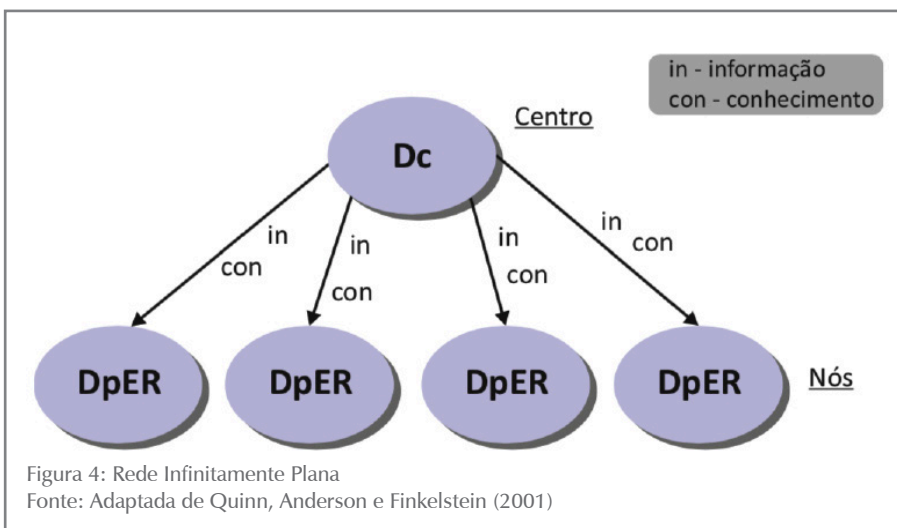 in - informação
con - conhecimento
Centro
Dc
in
con
in
con
in
con
in
con
DpER
DpER
DpER
DpER
Nós
Figura 4: Rede Infinitamente Plana
Fonte: Adaptada de Quinn, Anderson e Finkelstein (2001)